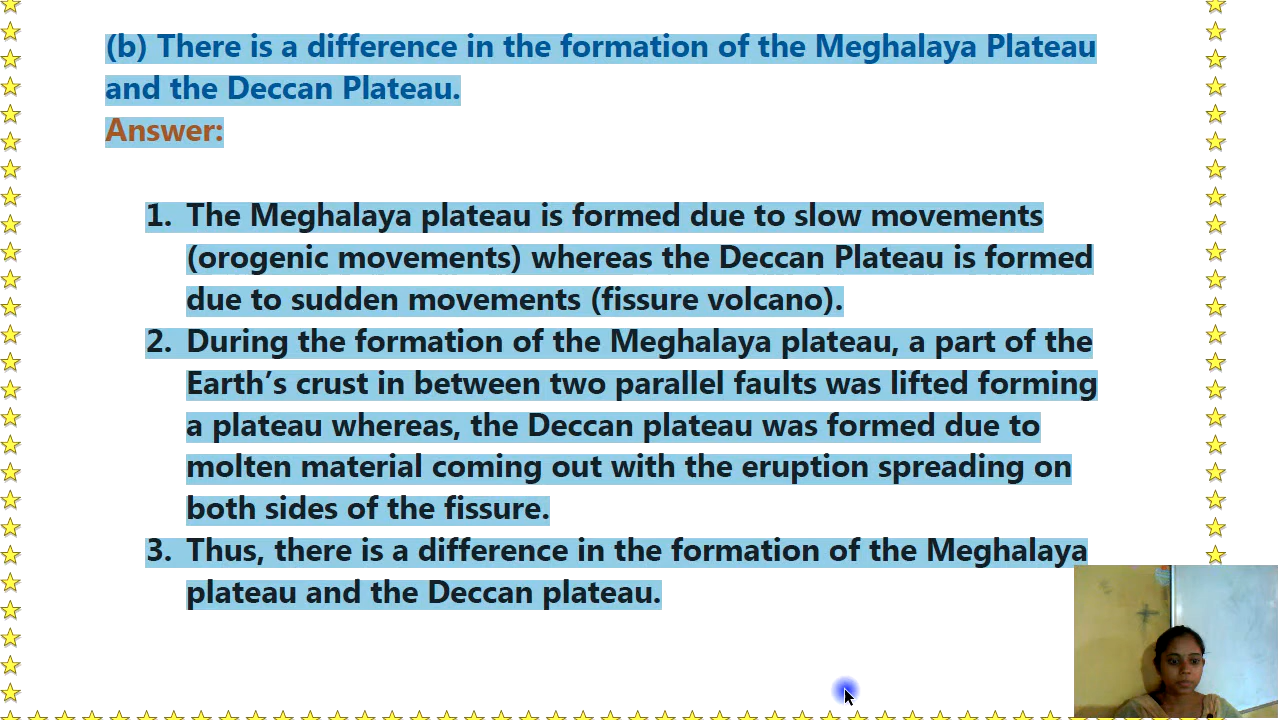 (b) There is a difference in the formation of the Meghalaya Plateau
and the Deccan Plateau.
Answer:
1. The Meghalaya plateau is formed due to slow movements
(orogenic movements) whereas the Deccan Plateau is formed
due to sudden movements (fissure volcano).
2. During the formation of the Meghalaya plateau, a part of the
Earth’s crust in between two parallel faults was lifted forming
a plateau whereas, the Deccan plateau was formed due to
molten material coming out with the eruption spreading on
both sides of the fissure.
3. Thus, there is a difference in the formation of the Meghalaya
plateau and the Deccan plateau.